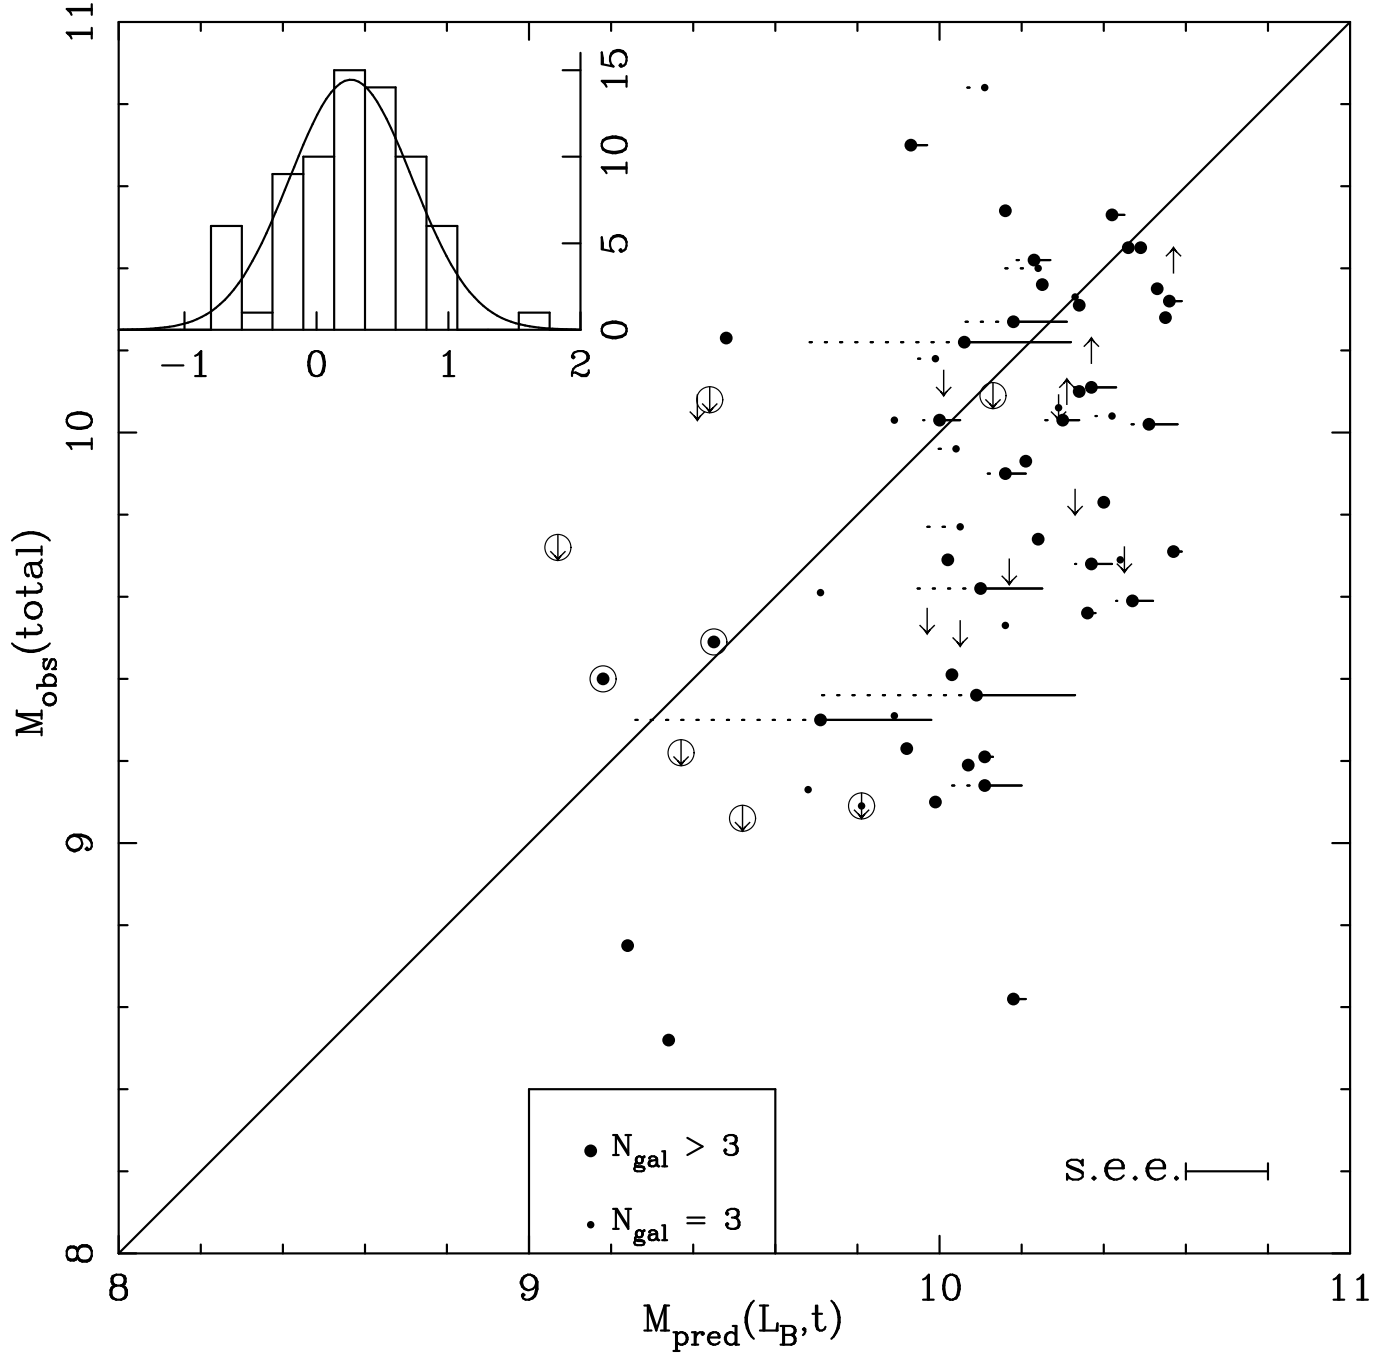 11
15
10
5
0
−1 0 1 2
10
M_obs(total)
9
N_gal > 3
N_gal = 3
s.e.e.
8
8 9 10 11
M_pred(L_B,t)